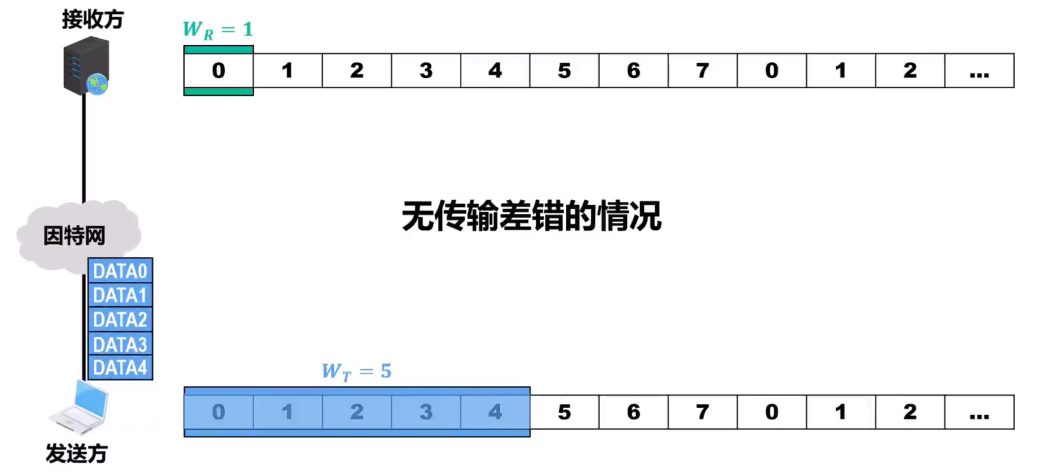 接收方
W_R = 1
0 1 2 3 4 5 6 7 0 1 2 ...
无传输差错的情况
因特网
DATA0
DATA1
DATA2
DATA3
DATA4
W_T = 5
0 1 2 3 4 5 6 7 0 1 2 ...
发送方